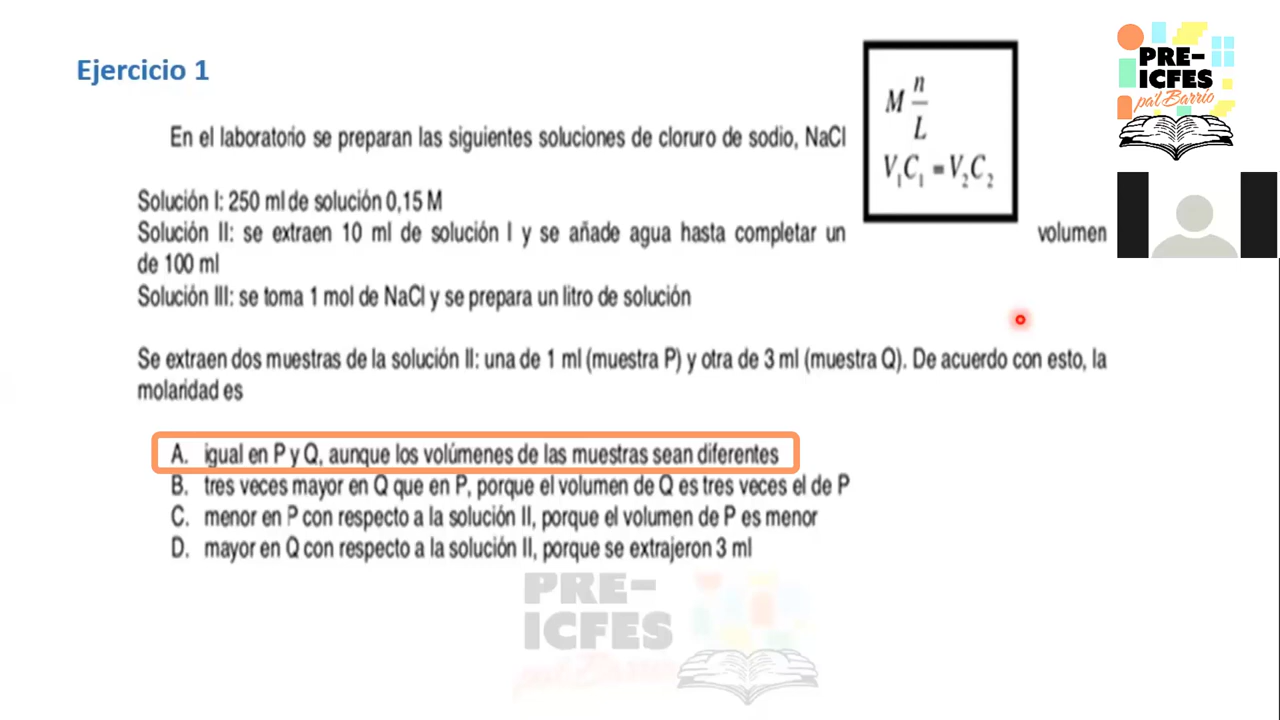 Ejercicio 1
En el laboratorio se preparan las siguientes soluciones de cloruro de sodio, NaCl
M n/L
V₁C₁ = V₂C₂
Solución I: 250 ml de solución 0,15 M
Solución II: se extraen 10 ml de solución I y se añade agua hasta completar un volumen
de 100 ml
Solución III: se toma 1 mol de NaCl y se prepara un litro de solución
Se extraen dos muestras de la solución II: una de 1 ml (muestra P) y otra de 3 ml (muestra Q). De acuerdo con esto, la
molaridad es
A. igual en P y Q, aunque los volúmenes de las muestras sean diferentes
B. tres veces mayor en Q que en P, porque el volumen de Q es tres veces el de P
C. menor en P con respecto a la solución II, porque el volumen de P es menor
D. mayor en Q con respecto a la solución II, porque se extrajeron 3 ml
PRE-
ICFES
pa'l Barrio
PRE-
ICFES
pa'l Barrio